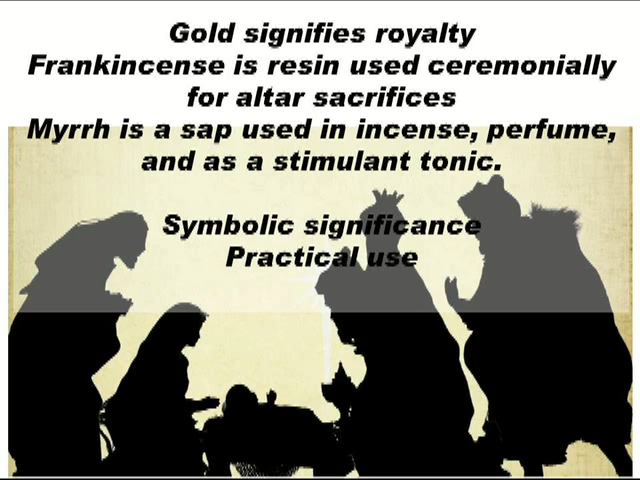 Gold signifies royalty
Frankincense is resin used ceremonially
for altar sacrifices
Myrrh is a sap used in incense, perfume,
and as a stimulant tonic.
Symbolic significance
Practical use